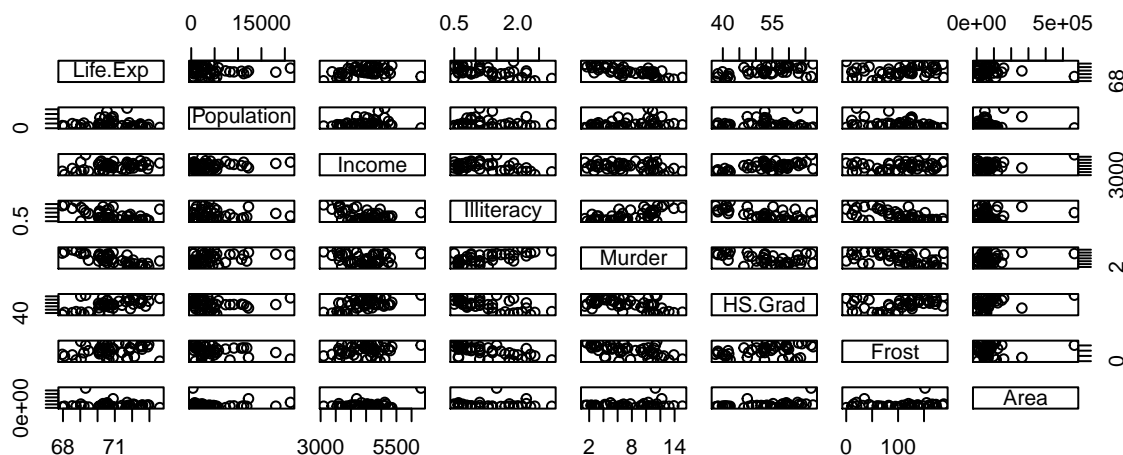 0 15000 0.5 2.0 40 55 0e+00 5e+05
Life.Exp 68
0 Population
Income 3000
0.5 Illiteracy
Murder 2
40 HS.Grad
Frost 0
0e+00 Area
68 71 3000 5500 2 8 14 0 100